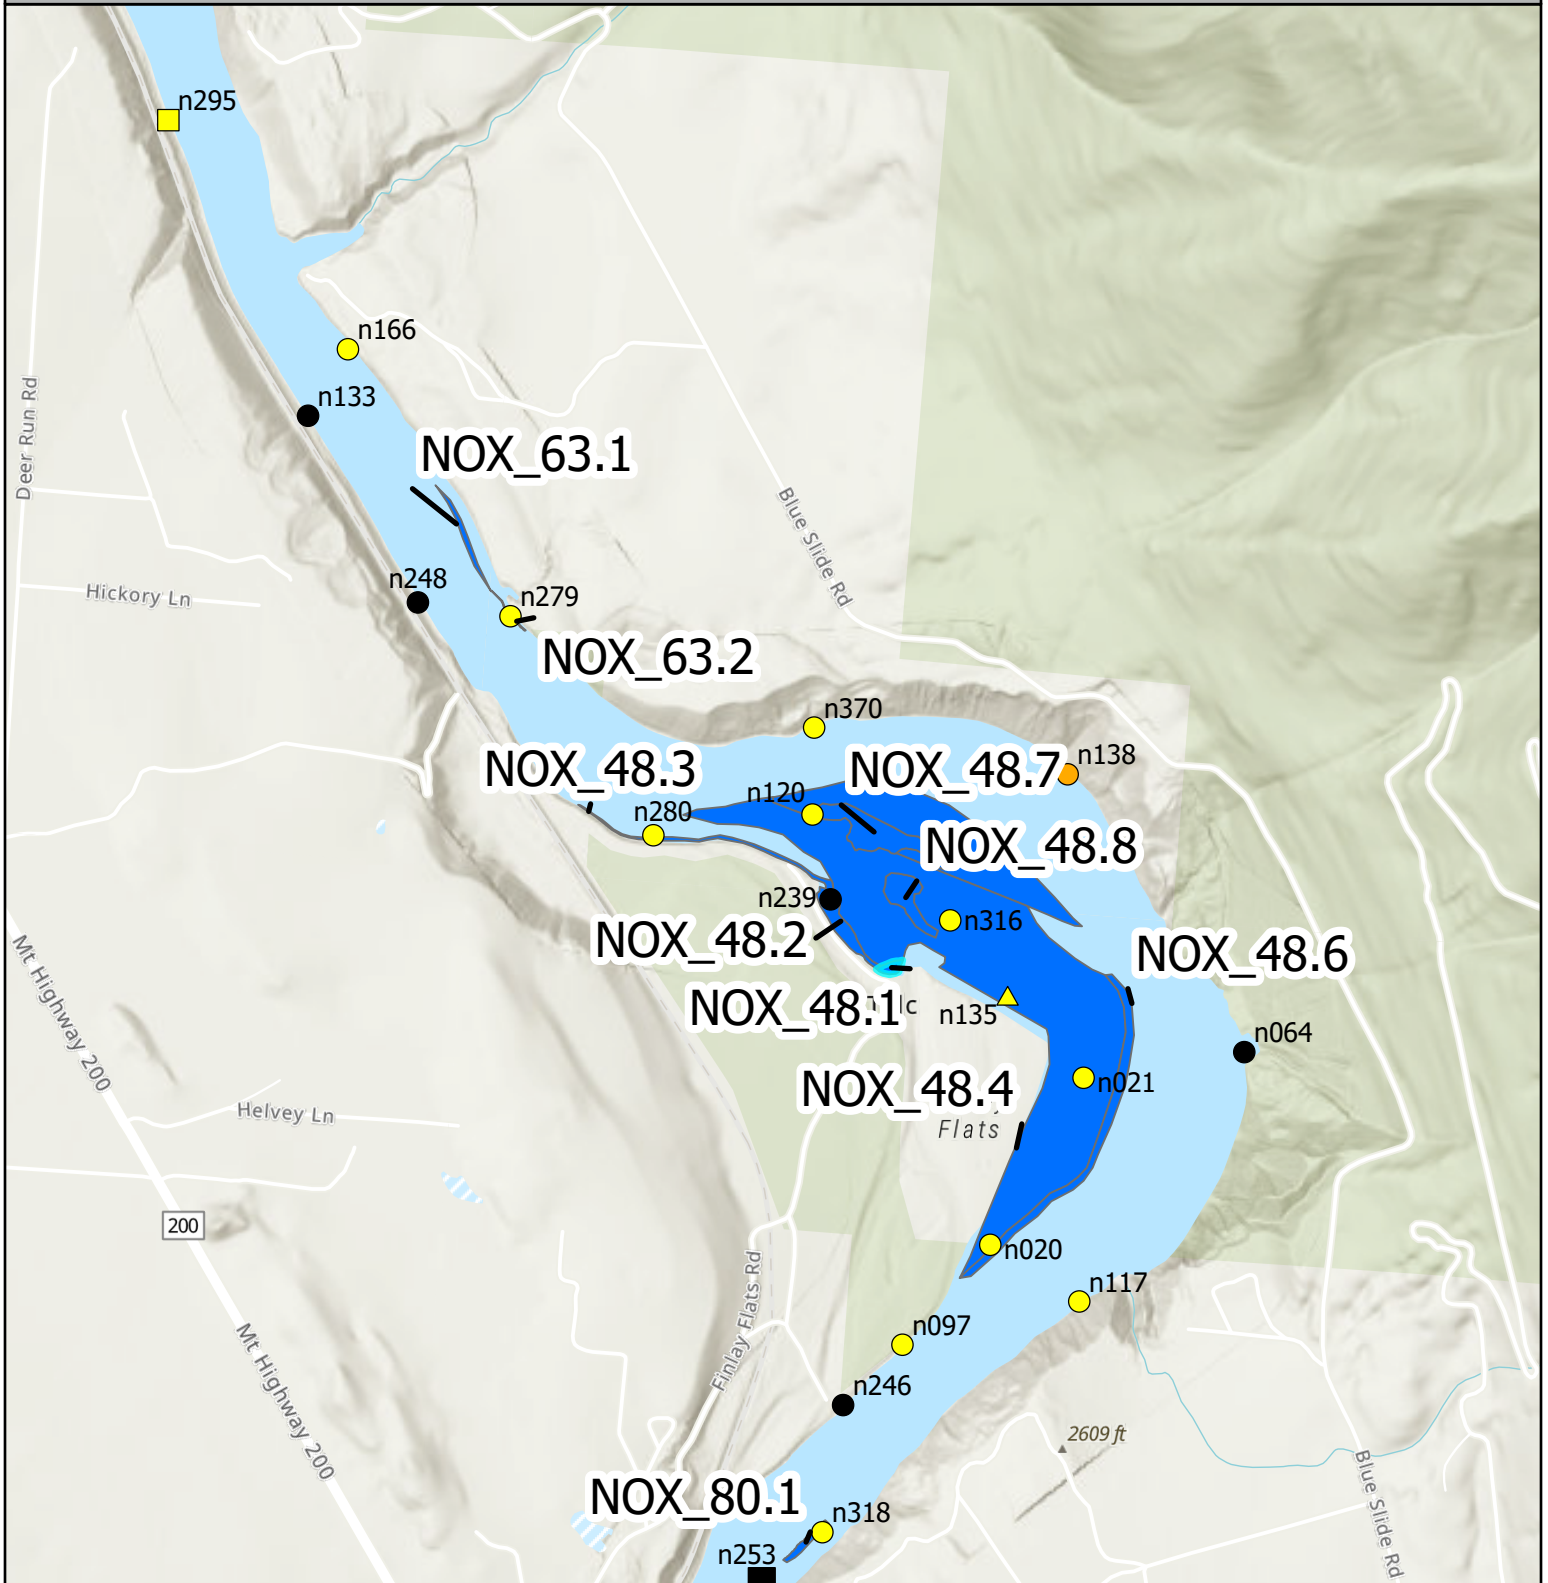 n295
n166
n133
Deer Run Rd
NOX_63.1
Blue Slide Rd
n248
n279
Hickory Ln
NOX_63.2
n370
NOX_48.3
NOX_48.7
n138
n280
n120
NOX_48.8
n239
n316
NOX_48.2
NOX_48.6
Mt Highway 200
NOX_48.1
n135
n064
n021
NOX_48.4
Helvey Ln
Flats
200
n020
n117
Finlay Flats Rd
n097
Mt Highway 200
n246
2609 ft
Blue Slide Rd
NOX_80.1
n318
n253